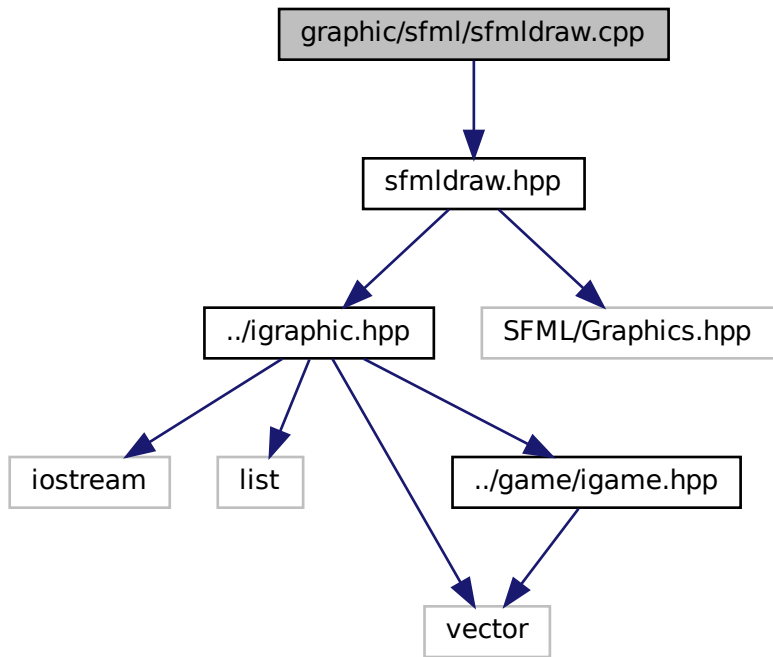 graphic/sfml/sfmldraw.cpp
sfmldraw.hpp
../igraphic.hpp
SFML/Graphics.hpp
iostream
list
../game/igame.hpp
vector